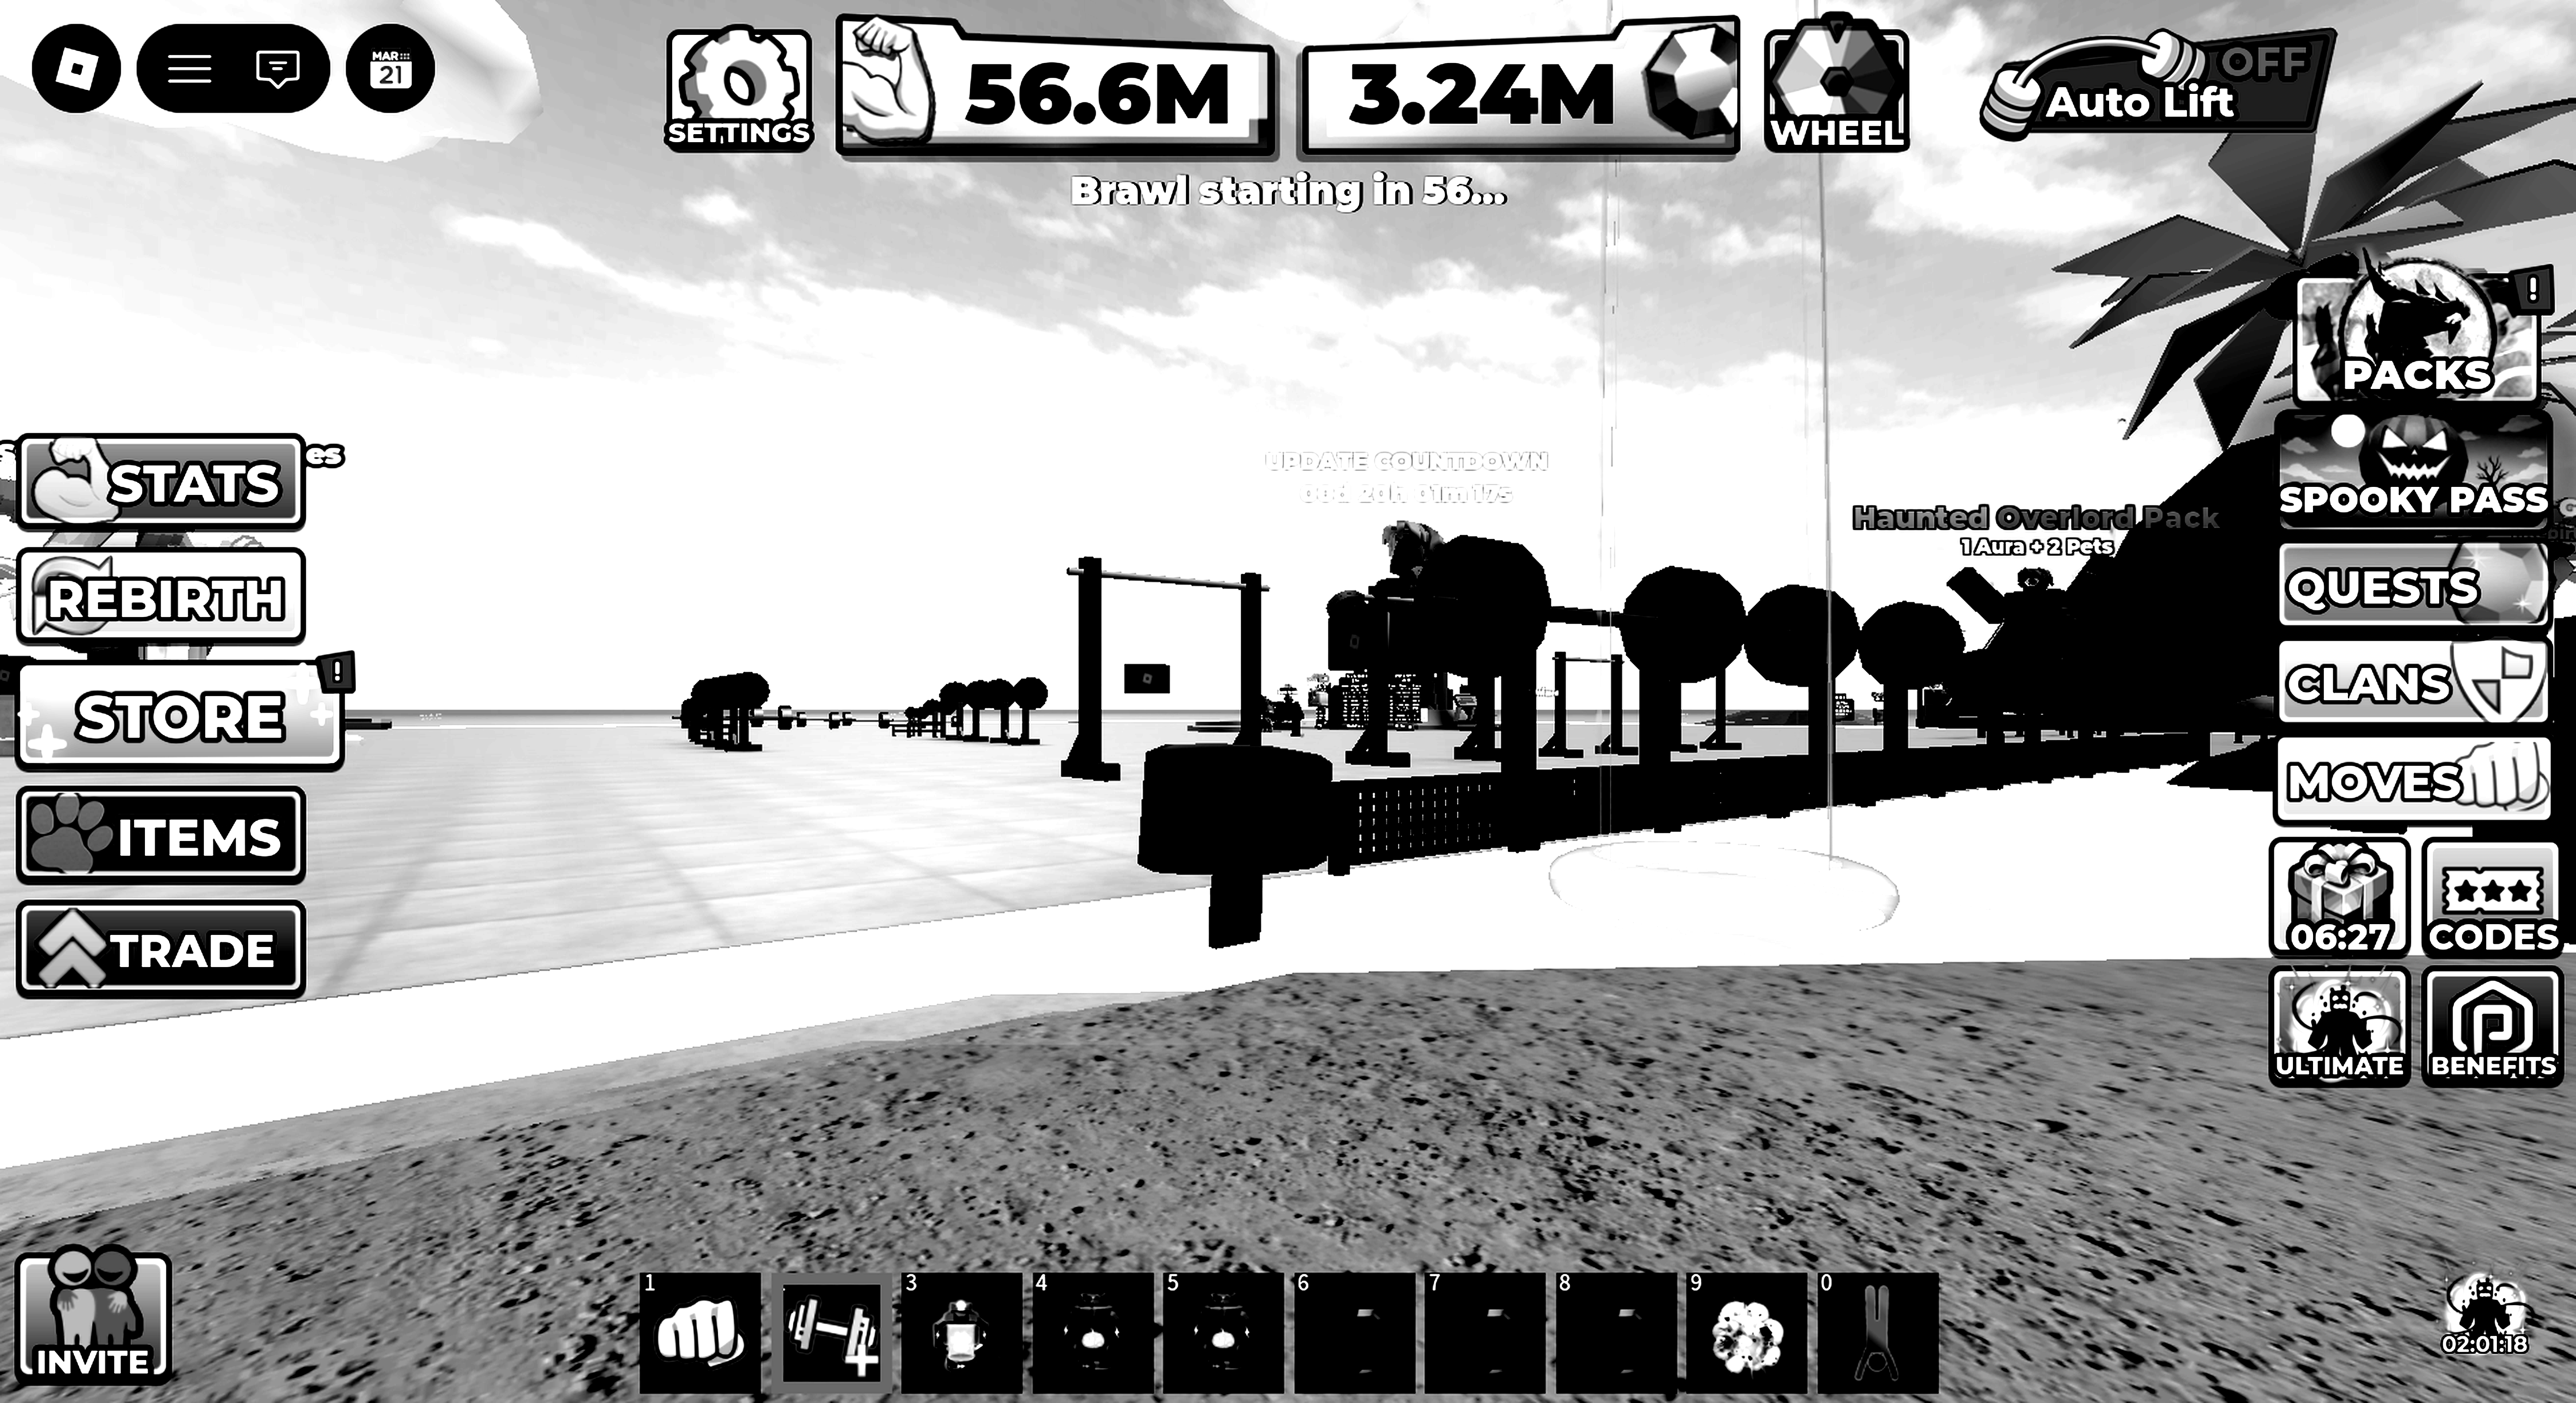 MAR
21
SETTINGS
56.6M
3.24M
WHEEL
OFF
Auto Lift
Brawl starting in 56...
PACKS
es
STATS
UPDATE COUNTDOWN
SPOOKY PASS
Haunted Overlord Pack
1 Aura + 2 Pets
REBIRTH
QUESTS
STORE
CLANS
MOVES
ITEMS
06:27
CODES
TRADE
ULTIMATE
BENEFITS
INVITE
1
3
4
5
6
7
8
9
0
02:01:18